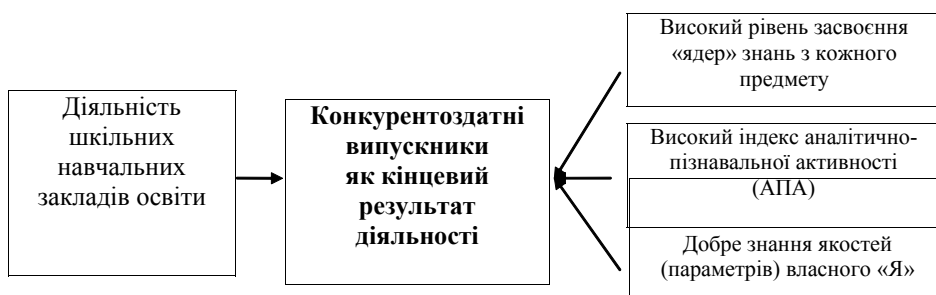 Діяльність
шкільних
навчальних
закладів освіти
Конкурентоздатні
випускники
як кінцевий
результат
діяльності
Високий рівень засвоєння
«ядер» знань з кожного
предмету
Високий індекс аналітично-
пізнавальної активності
(АПА)
Добре знання якостей
(параметрів) власного «Я»